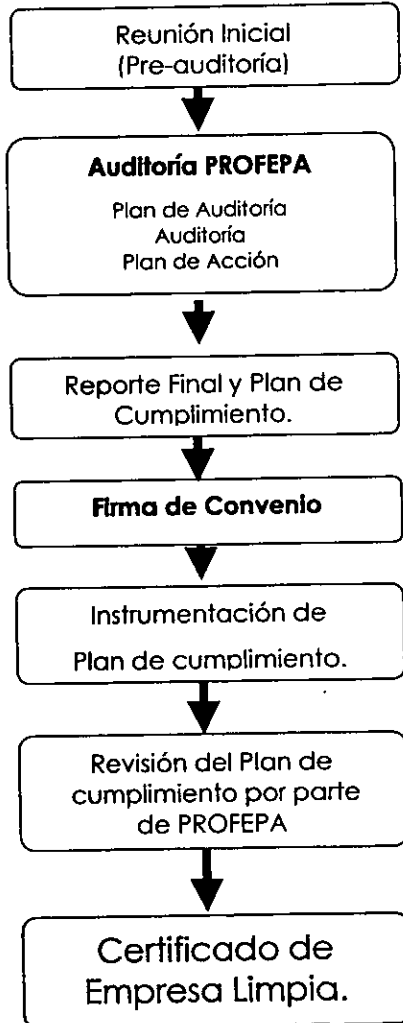 Reunión Inicial
(Pre-auditoría)
Auditoría PROFEPA
Plan de Auditoría
Auditoría
Plan de Acción
Reporte Final y Plan de
Cumplimiento.
Firma de Convenio
Instrumentación de
Plan de cumplimiento.
Revisión del Plan de
cumplimiento por parte
de PROFEPA
Certificado de
Empresa Limpia.